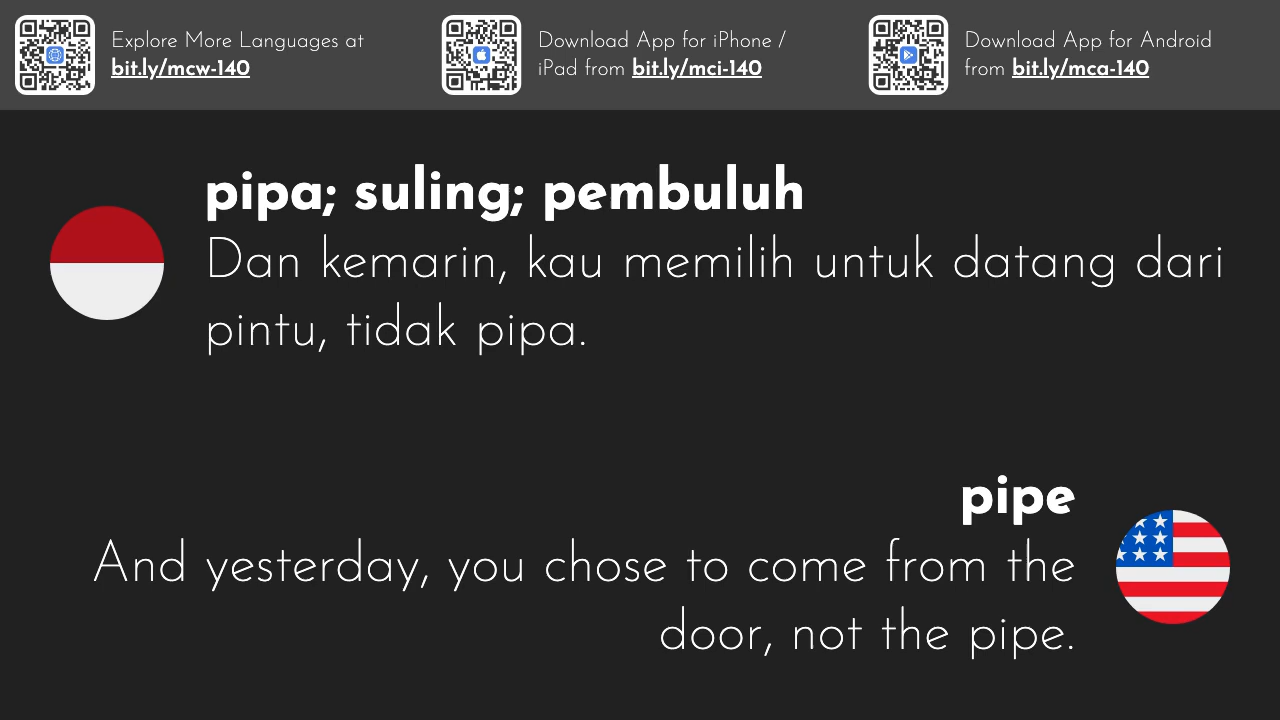 Explore More Languages at
bit.ly/mcw-140
Download App for iPhone /
iPad from bit.ly/mci-140
Download App for Android
from bit.ly/mca-140
pipa; suling; pembuluh
Dan kemarin, kau memilih untuk datang dari
pintu, tidak pipa.
pipe
And yesterday, you chose to come from the
door, not the pipe.